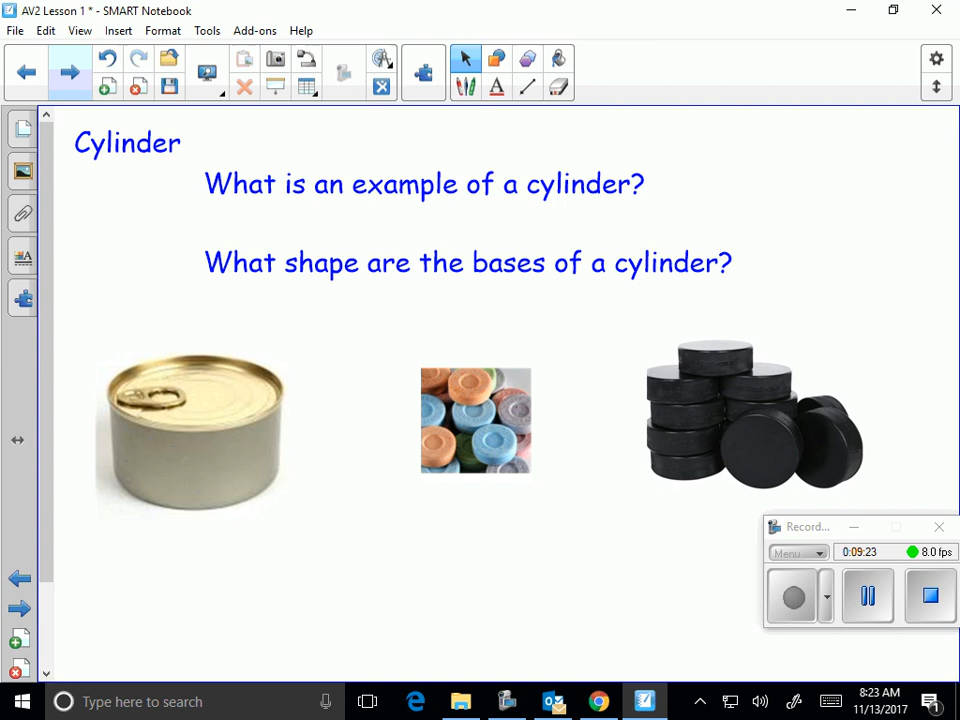 AV2 Lesson 1 * - SMART Notebook
File Edit View Insert Format Tools Add-ons Help
Cylinder
What is an example of a cylinder?
What shape are the bases of a cylinder?
Record...
Menu 0:09:23 8.0 fps
Type here to search
8:23 AM
11/13/2017
1